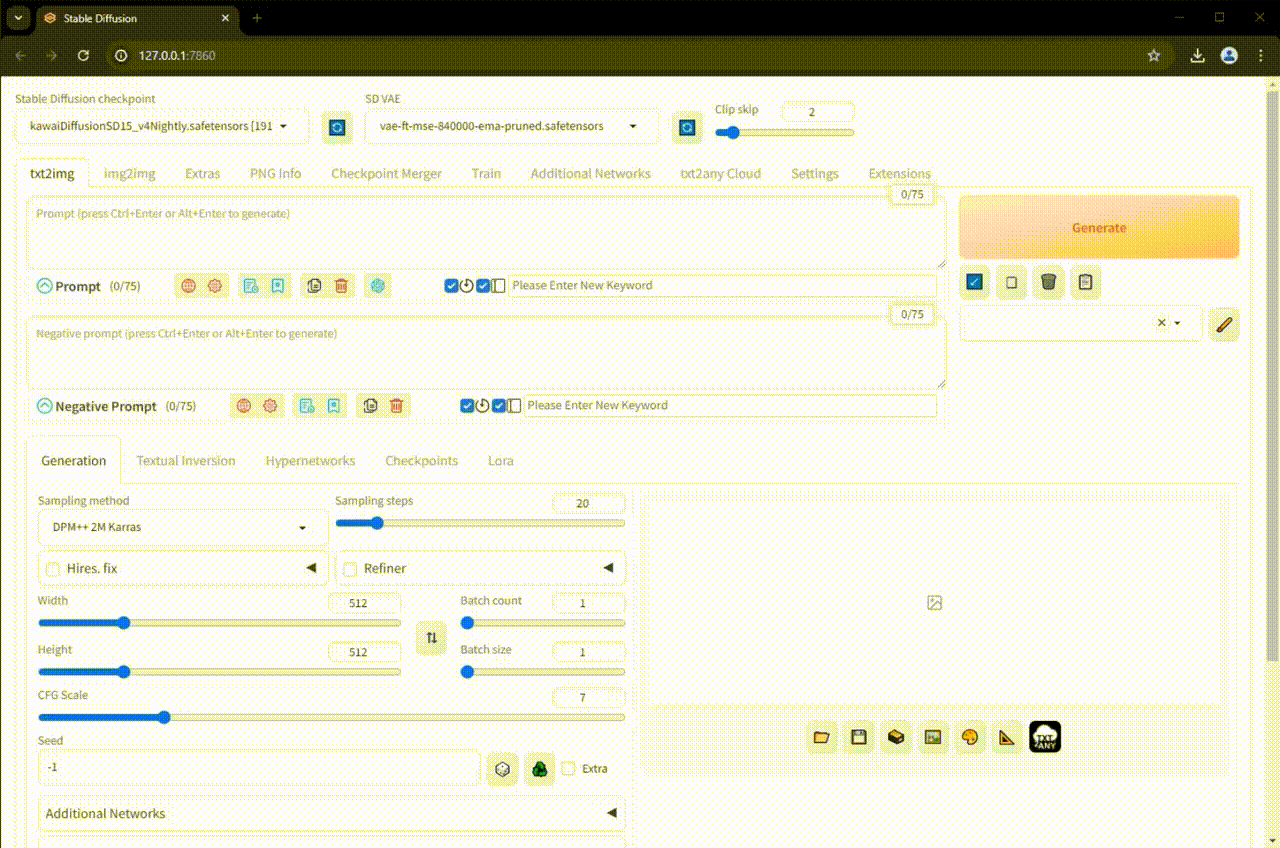 Stable Diffusion
127.0.0.1:7860
Stable Diffusion checkpoint
SD VAE
Clip skip
2
kawaiDiffusionSD15_v4Nightly.safetensors [191
vae-ft-mse-840000-ema-pruned.safetensors
txt2img img2img Extras PNG Info Checkpoint Merger Train Additional Networks txt2any Cloud Settings Extensions
0/75
Prompt (press Ctrl+Enter or Alt+Enter to generate)
Generate
Prompt (0/75)
Please Enter New Keyword
0/75
Negative prompt (press Ctrl+Enter or Alt+Enter to generate)
Negative Prompt (0/75)
Please Enter New Keyword
Generation Textual Inversion Hypernetworks Checkpoints Lora
Sampling method
Sampling steps
20
DPM++ 2M Karras
Hires. fix
Refiner
Width
512
Batch count
1
Height
512
Batch size
1
CFG Scale
7
Seed
-1
Extra
TXT
ANY
Additional Networks